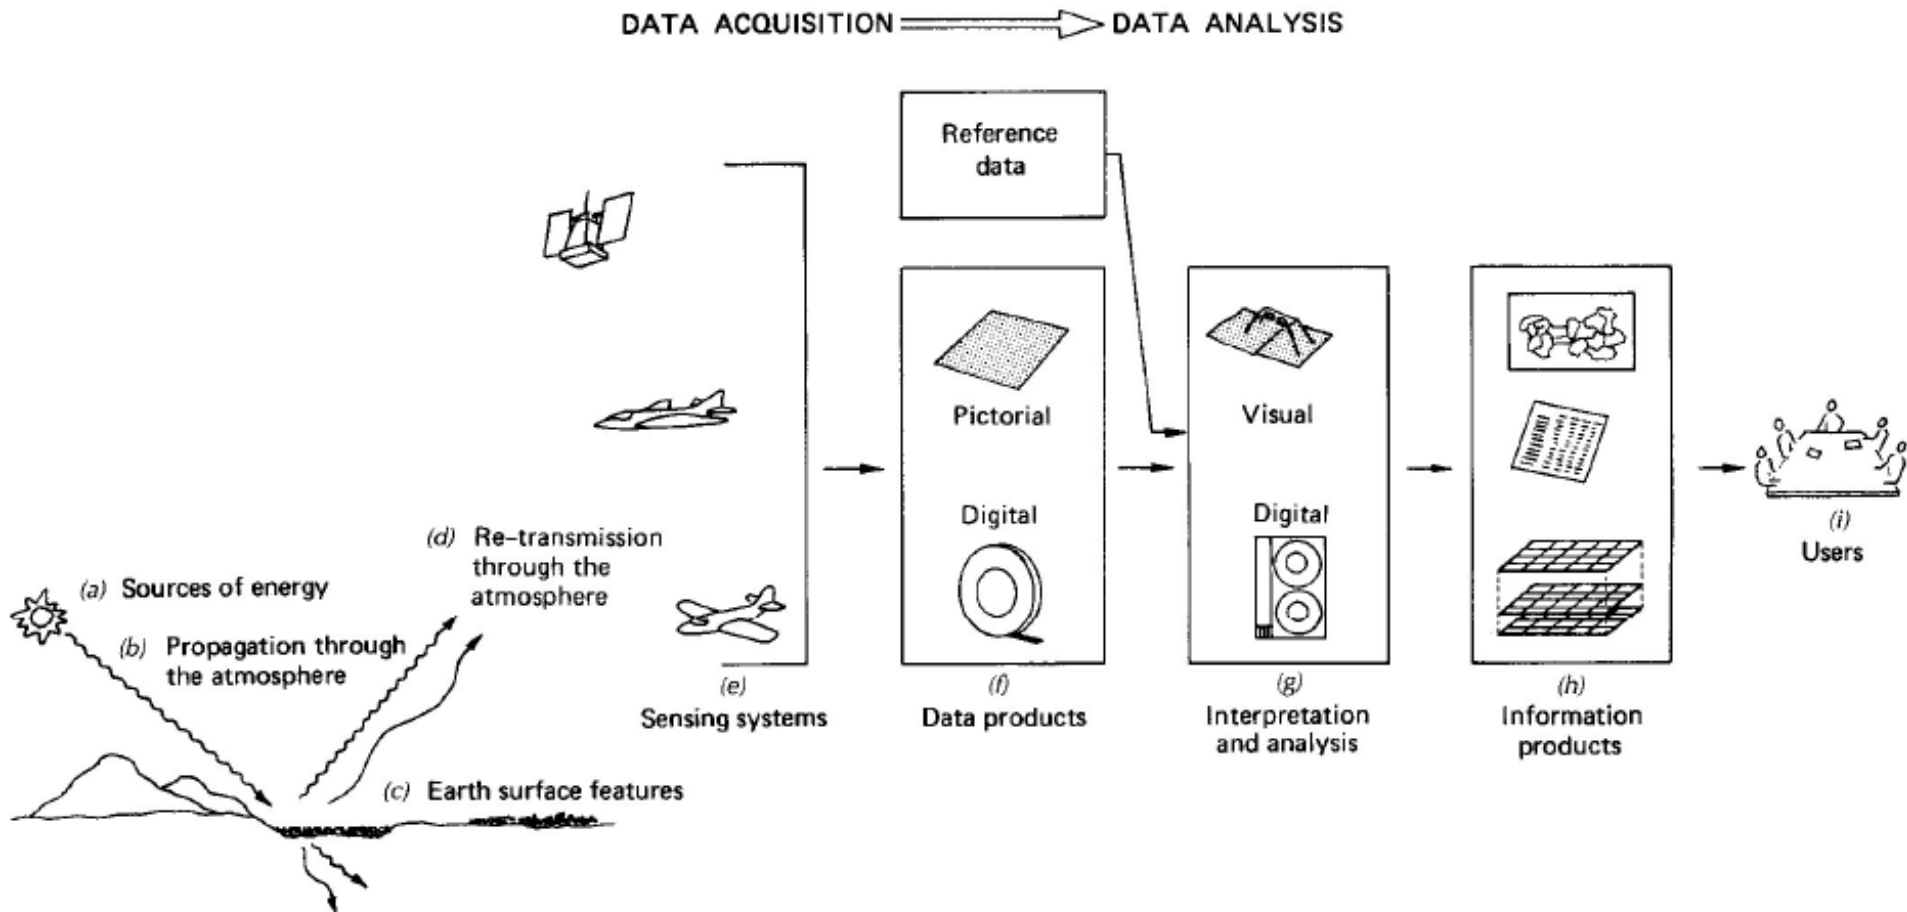 DATA ACQUISITION
DATA ANALYSIS
Reference
data
Pictorial
Digital
Visual
Digital
(a) Sources of energy
(b) Propagation through
the atmosphere
(c) Earth surface features
(d) Re-transmission
through the
atmosphere
(e)
Sensing systems
(f)
Data products
(g)
Interpretation
and analysis
(h)
Information
products
(i)
Users